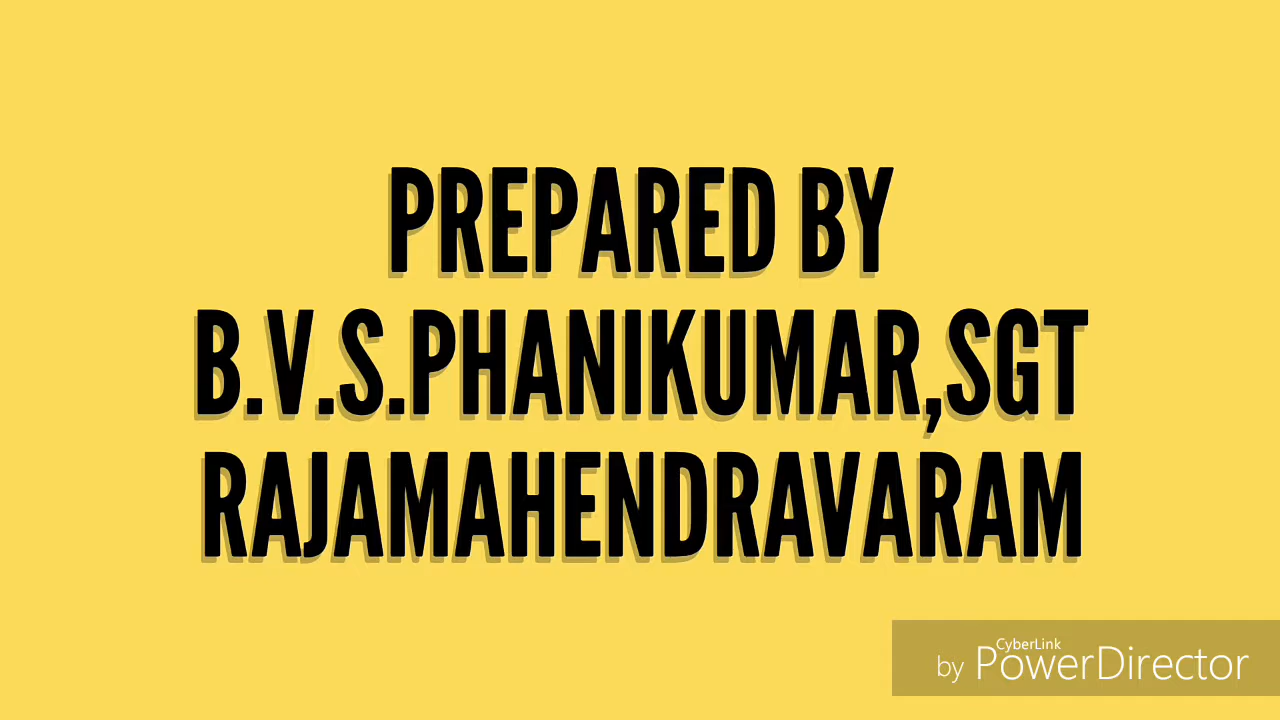 PREPARED BY
B.V.S.PHANIKUMAR,SGT
RAJAMAHENDRAVARAM
CyberLink
by PowerDirector